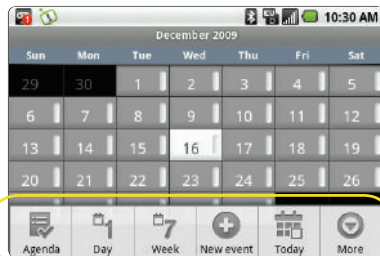 10:30 AM
December 2009
Sun Mon Tue Wed Thu Fri Sat
29 30 1 2 3 4 5
6 7 8 9 10 11 12
13 14 15 16 17 18 19
20 21 22 23 24 25 26
1 7
Agenda Day Week New event Today More